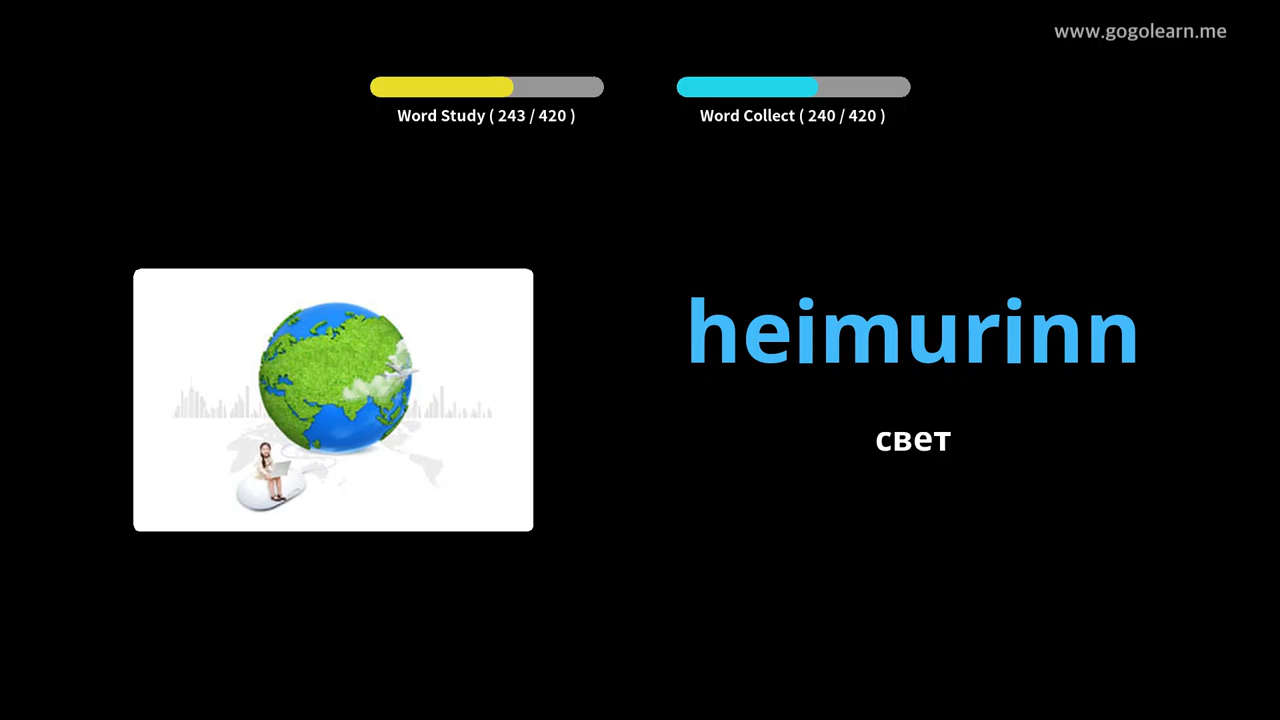 www.gogolearn.me
Word Study ( 243 / 420 )
Word Collect ( 240 / 420 )
heimurinn
свет